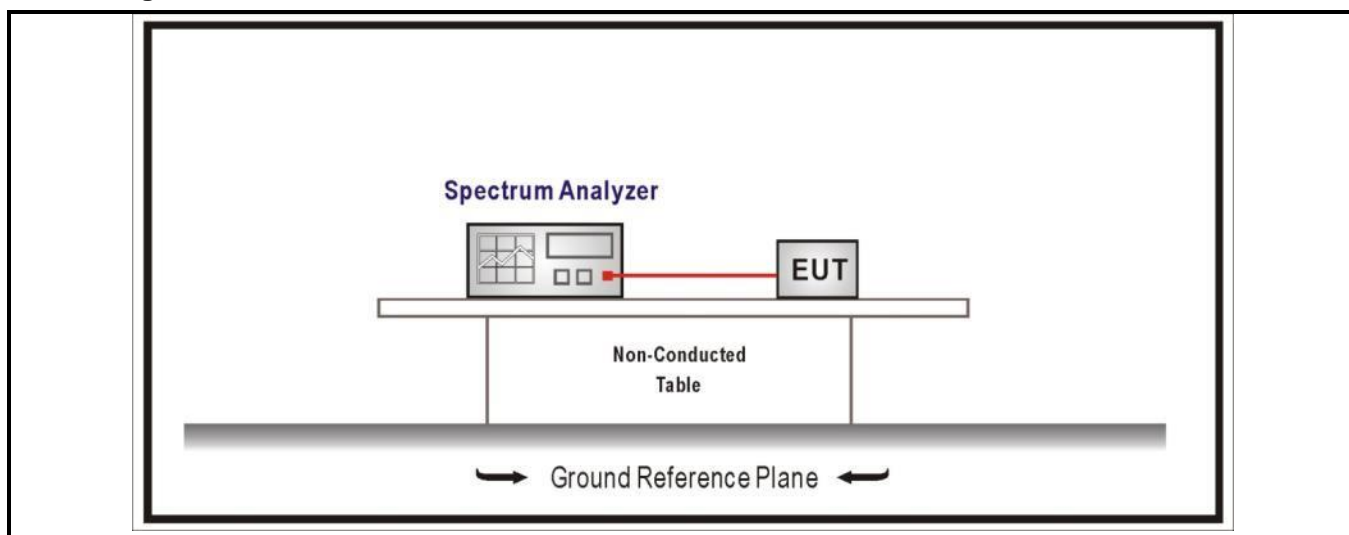 Spectrum Analyzer
EUT
Non-Conducted
Table
Ground Reference Plane